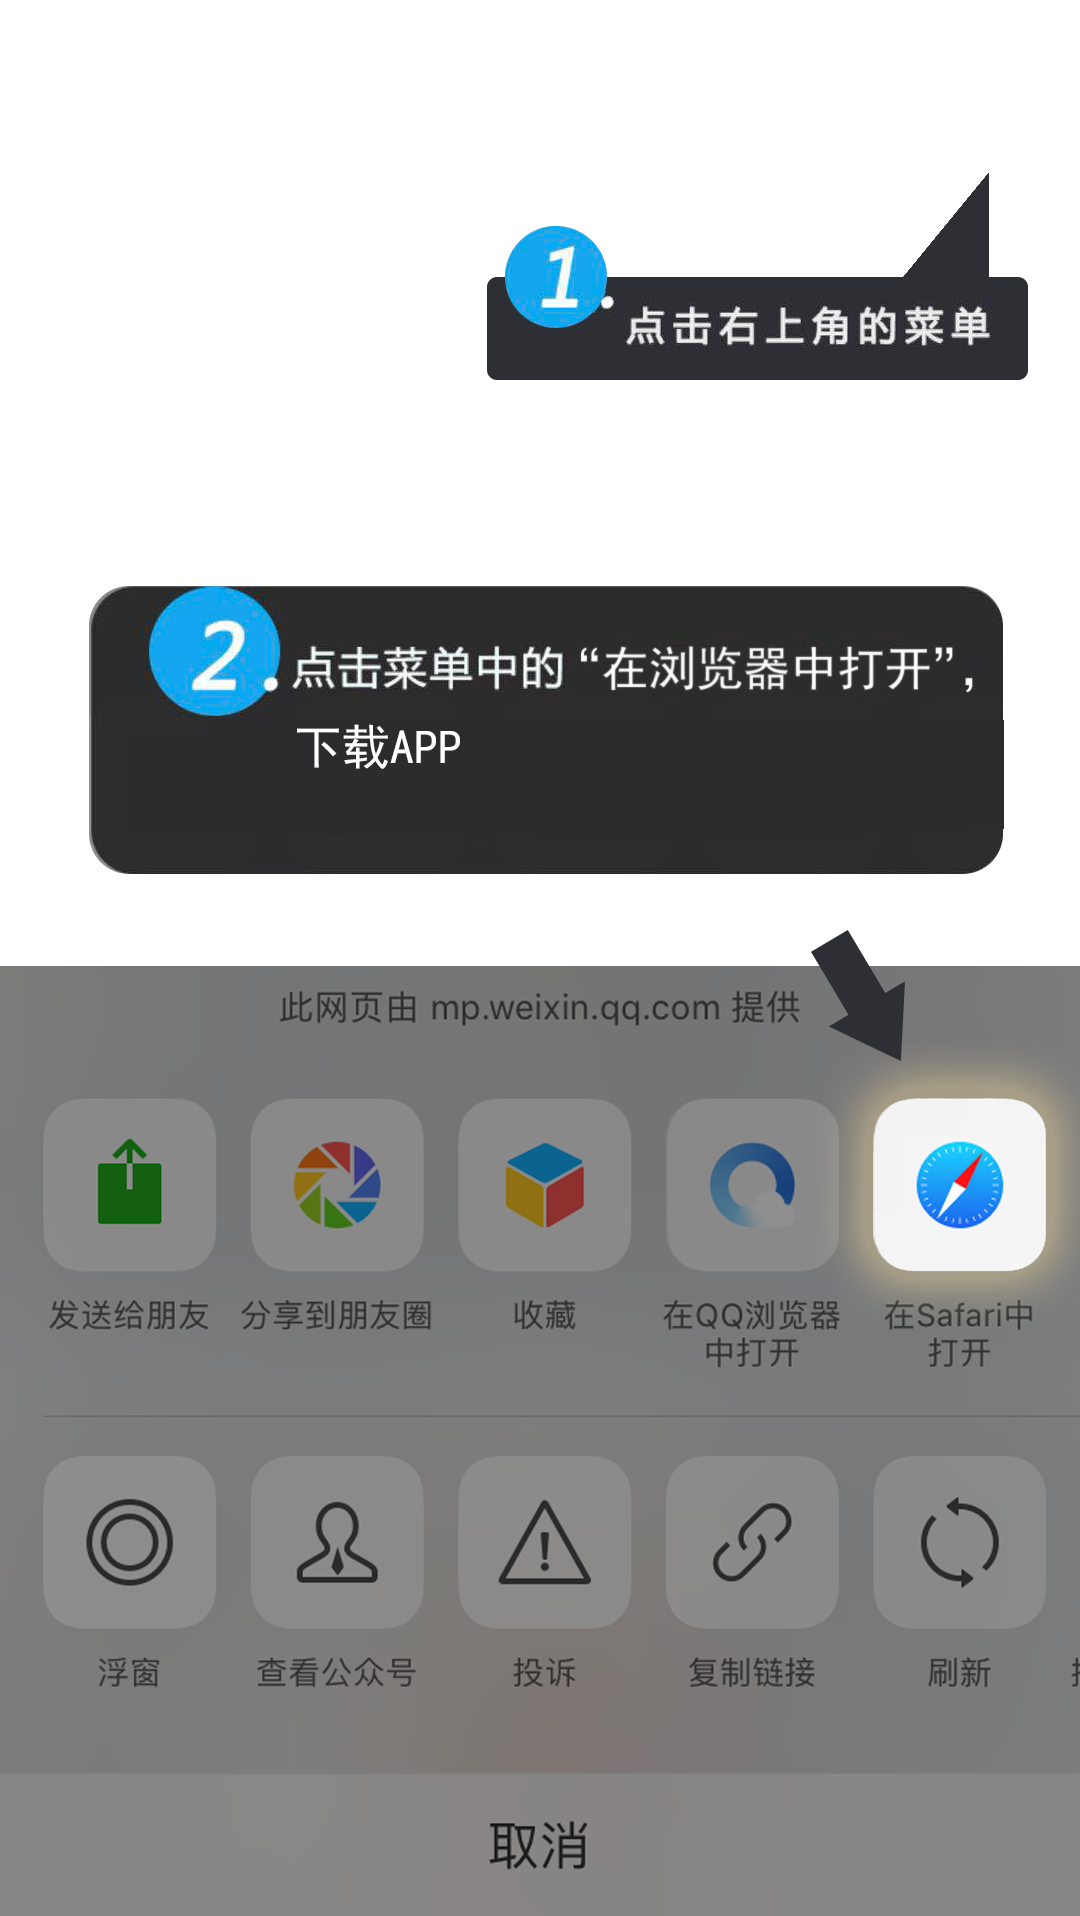 1.
点击右上角的菜单
2.
点击菜单中的“在浏览器中打开”,
下载APP
此网页由 mp.weixin.qq.com 提供
发送给朋友
分享到朋友圈
收藏
在QQ浏览器
中打开
在Safari中
打开
浮窗
查看公众号
投诉
复制链接
刷新
取消